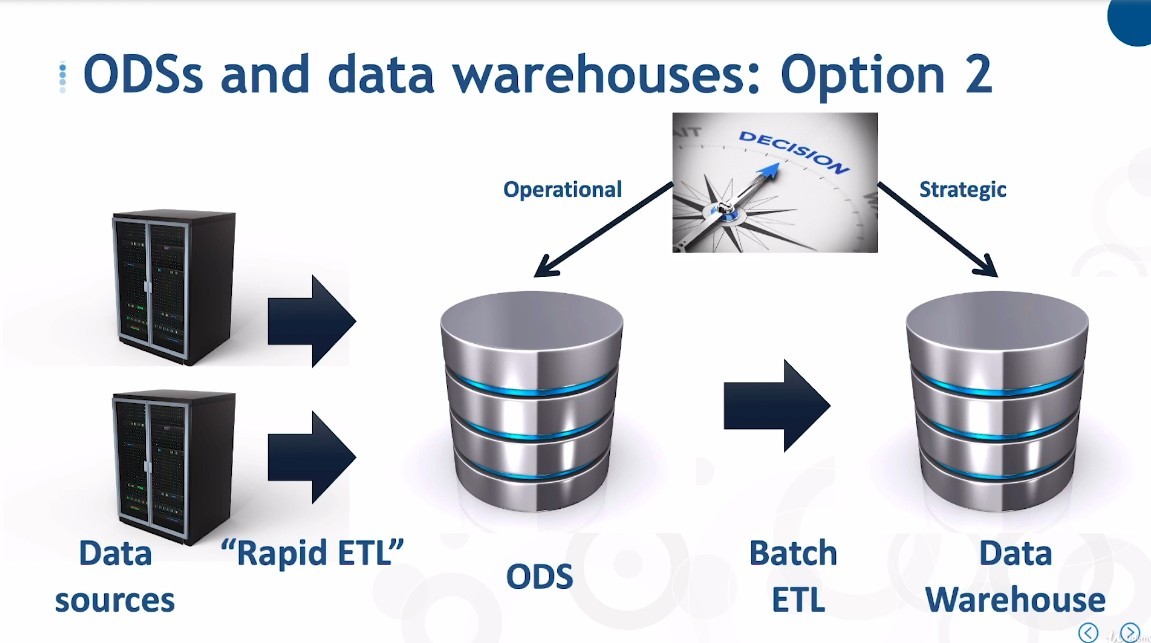 ODSs and data warehouses: Option 2
DECISION
Operational
Strategic
Data
sources
“Rapid ETL”
ODS
Batch
ETL
Data
Warehouse